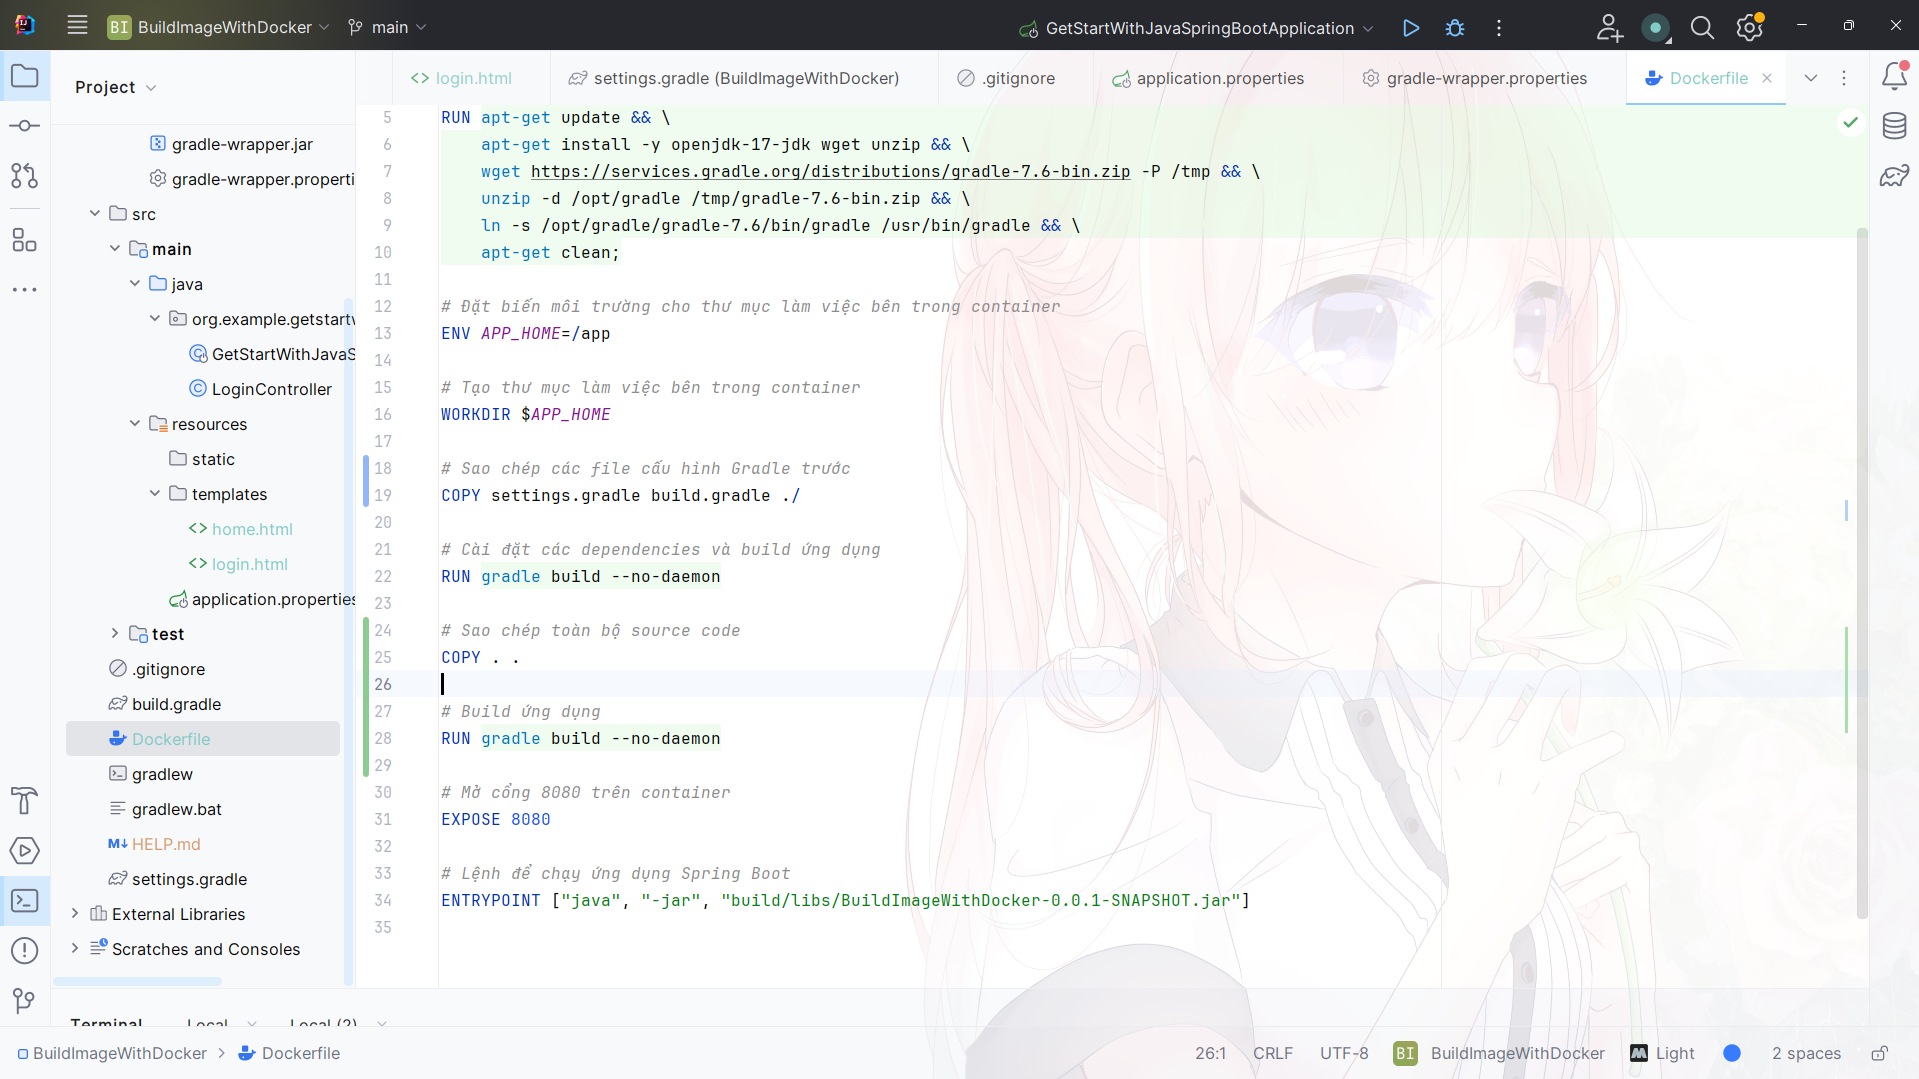 BI BuildImageWithDocker main GetStartWithJavaSpringBootApplication
Project
login.html settings.gradle (BuildImageWithDocker) .gitignore application.properties gradle-wrapper.properties Dockerfile
gradle-wrapper.jar
gradle-wrapper.properti
src
main
java
org.example.getstartv
GetStartWithJavaS
LoginController
resources
static
templates
home.html
login.html
application.properties
test
.gitignore
build.gradle
Dockerfile
gradlew
gradlew.bat
M↓ HELP.md
settings.gradle
External Libraries
Scratches and Consoles
5 RUN apt-get update && \
6 apt-get install -y openjdk-17-jdk wget unzip && \
7 wget https://services.gradle.org/distributions/gradle-7.6-bin.zip -P /tmp && \
8 unzip -d /opt/gradle /tmp/gradle-7.6-bin.zip && \
9 ln -s /opt/gradle/gradle-7.6/bin/gradle /usr/bin/gradle && \
10 apt-get clean;
11
12 # Đặt biến môi trường cho thư mục làm việc bên trong container
13 ENV APP_HOME=/app
14
15 # Tạo thư mục làm việc bên trong container
16 WORKDIR $APP_HOME
17
18 # Sao chép các file cấu hình Gradle trước
19 COPY settings.gradle build.gradle ./
20
21 # Cài đặt các dependencies và build ứng dụng
22 RUN gradle build --no-daemon
23
24 # Sao chép toàn bộ source code
25 COPY . .
26
27 # Build ứng dụng
28 RUN gradle build --no-daemon
29
30 # Mở cổng 8080 trên container
31 EXPOSE 8080
32
33 # Lệnh để chạy ứng dụng Spring Boot
34 ENTRYPOINT ["java", "-jar", "build/libs/BuildImageWithDocker-0.0.1-SNAPSHOT.jar"]
35
Terminal Local Local (2)
BuildImageWithDocker > Dockerfile 26:1 CRLF UTF-8 BI BuildImageWithDocker Light 2 spaces